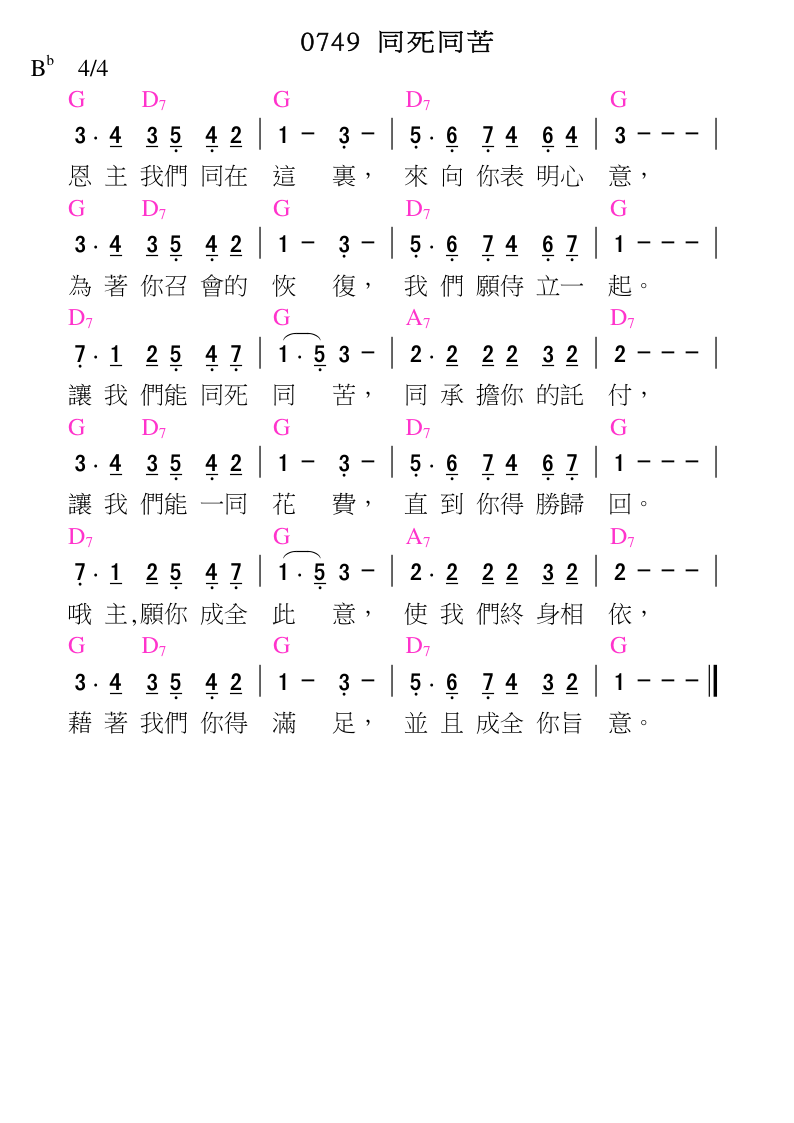 0749 同死同苦
B♭ 4/4
G D7 G D7 G
3 · 4 3 5 4 2 | 1 － 3 － | 5 · 6 7 4 6 4 | 3 － － － |
恩 主 我們 同在 這 裏， 來 向 你表 明心 意，
G D7 G D7 G
3 · 4 3 5 4 2 | 1 － 3 － | 5 · 6 7 4 6 7 | 1 － － － |
為 著 你召 會的 恢 復， 我 們 願侍 立一 起。
D7 G A7 D7
7 · 1 2 5 4 7 | 1 · 5 3 － | 2 · 2 2 2 3 2 | 2 － － － |
讓 我 們能 同死 同 苦， 同 承 擔你 的託 付，
G D7 G D7 G
3 · 4 3 5 4 2 | 1 － 3 － | 5 · 6 7 4 6 7 | 1 － － － |
讓 我 們能 一同 花 費， 直 到 你得 勝歸 回。
D7 G A7 D7
7 · 1 2 5 4 7 | 1 · 5 3 － | 2 · 2 2 2 3 2 | 2 － － － |
哦 主,願你 成全 此 意， 使 我 們終 身相 依，
G D7 G D7 G
3 · 4 3 5 4 2 | 1 － 3 － | 5 · 6 7 4 3 2 | 1 － － － ‖
藉 著 我們 你得 滿 足， 並 且 成全 你旨 意。